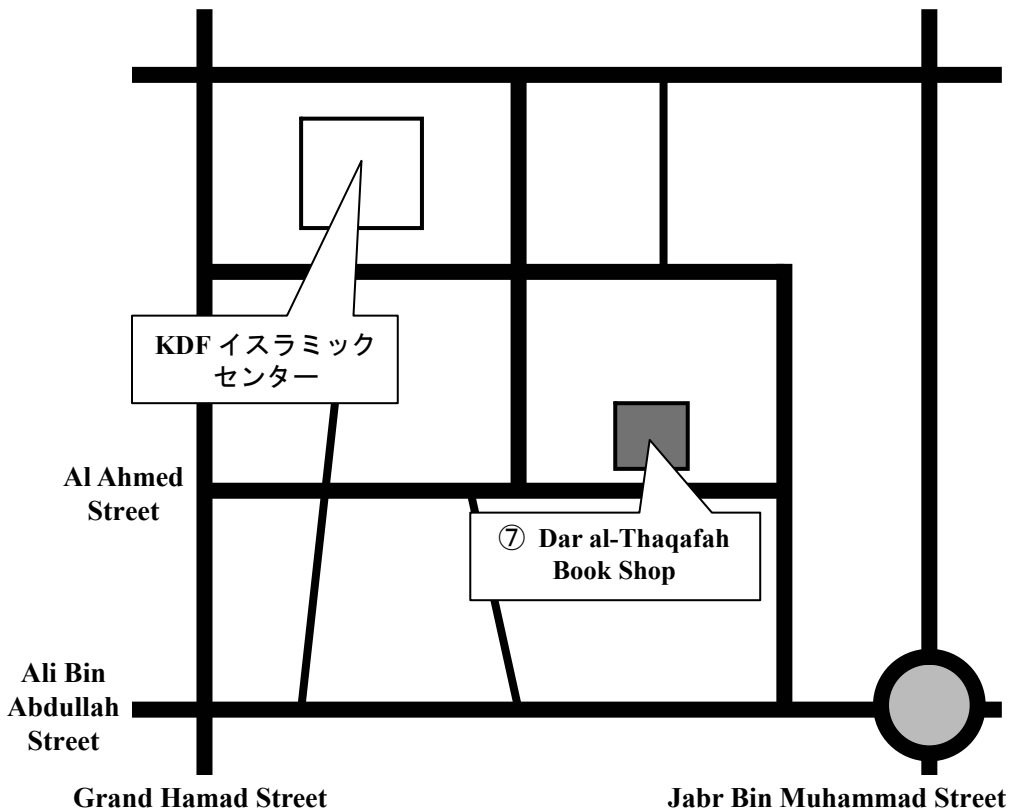 KDF イスラミック
センター
Al Ahmed
Street
⑦ Dar al-Thaqafah
Book Shop
Ali Bin
Abdullah
Street
Grand Hamad Street
Jabr Bin Muhammad Street